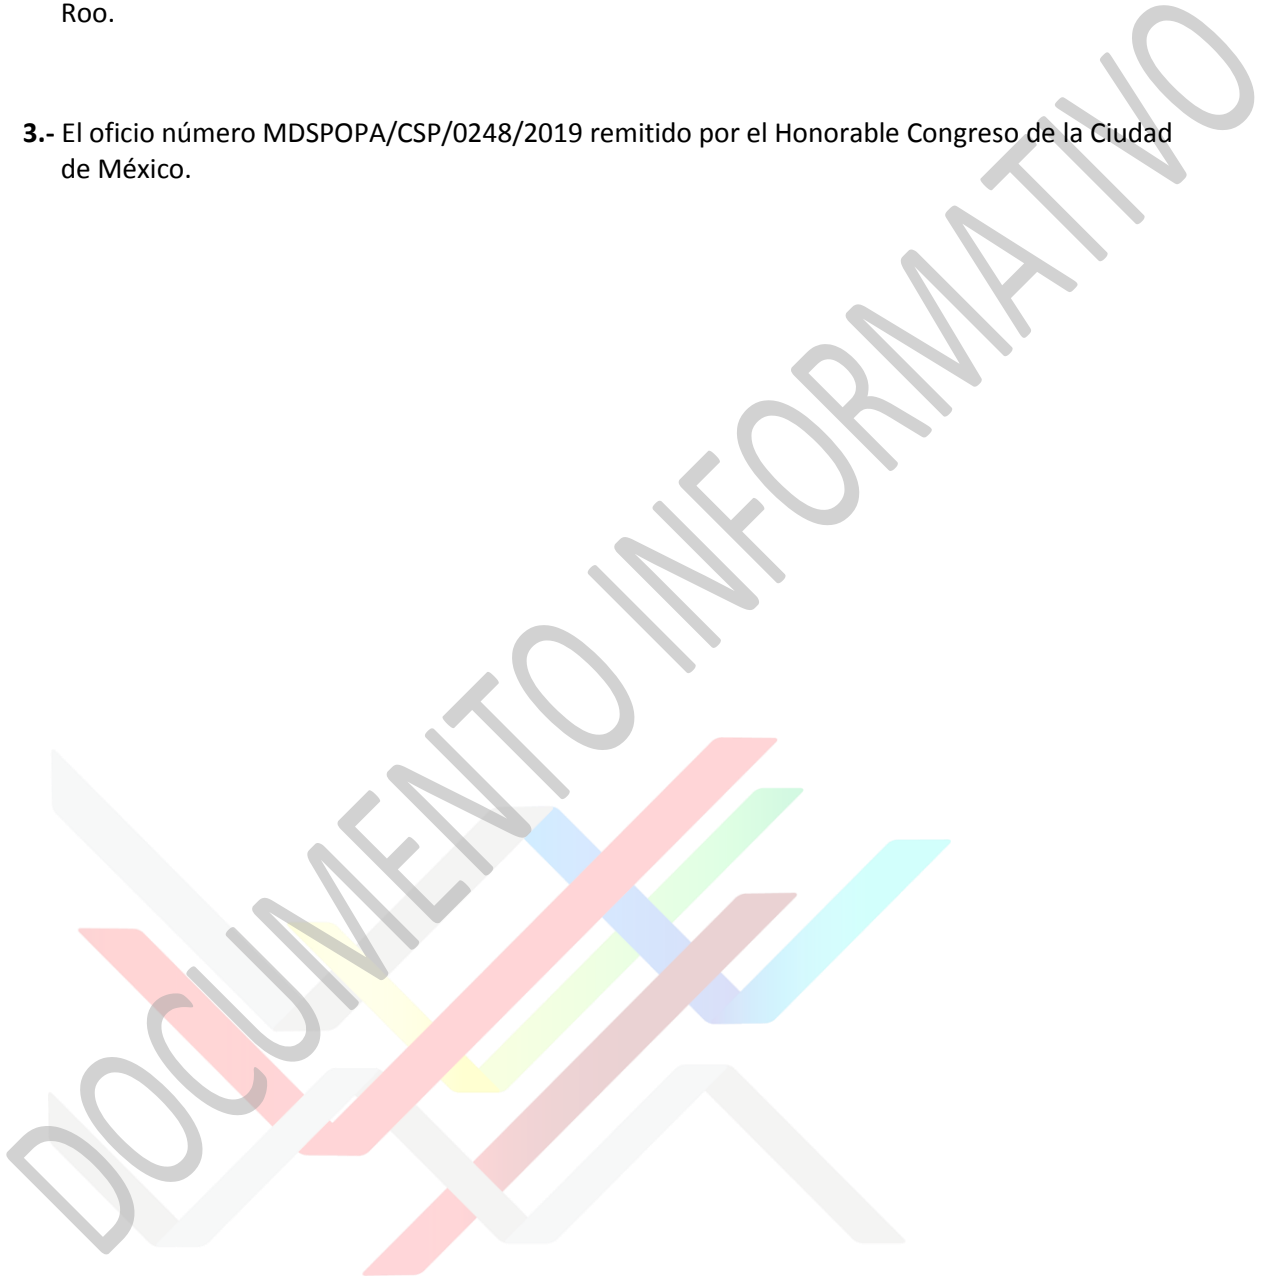 Roo.
3.- El oficio número MDSPOPA/CSP/0248/2019 remitido por el Honorable Congreso de la Ciudad
de México.
DOCUMENTO INFORMATIVO